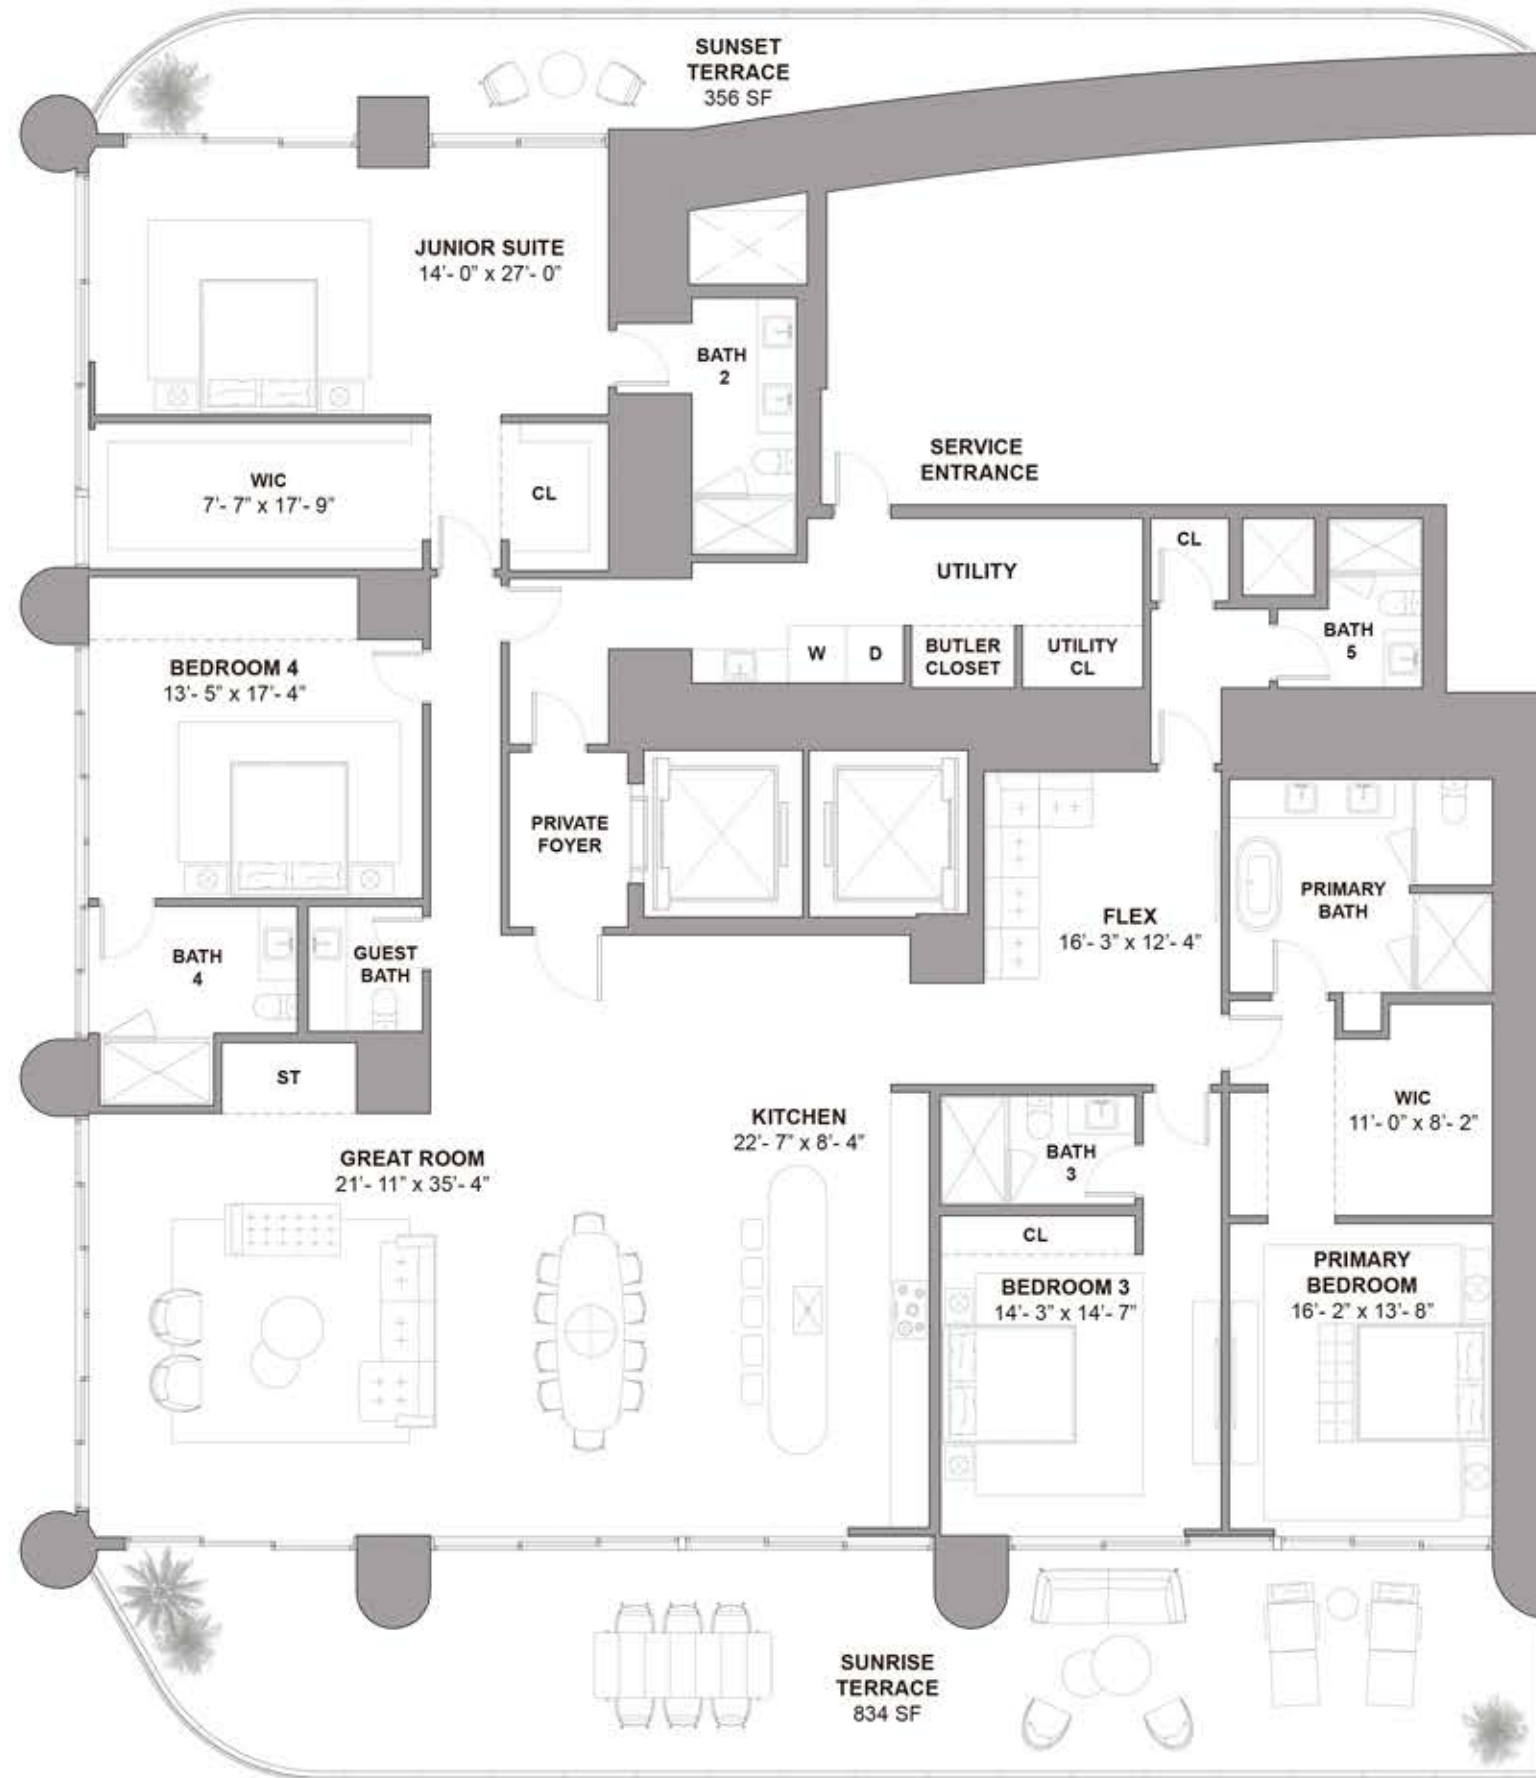 SUNSET
TERRACE
356 SF
JUNIOR SUITE
14'- 0" x 27'- 0"
BATH
2
SERVICE
ENTRANCE
WIC
7'- 7" x 17'- 9"
CL
CL
UTILITY
BATH
5
BUTLER
CLOSET
UTILITY
CL
W
D
BEDROOM 4
13'- 5" x 17'- 4"
PRIVATE
FOYER
PRIMARY
BATH
FLEX
16'- 3" x 12'- 4"
BATH
4
GUEST
BATH
ST
WIC
11'- 0" x 8'- 2"
KITCHEN
22'- 7" x 8'- 4"
BATH
3
GREAT ROOM
21'- 11" x 35'- 4"
CL
BEDROOM 3
14'- 3" x 14'- 7"
PRIMARY
BEDROOM
16'- 2" x 13'- 8"
SUNRISE
TERRACE
834 SF